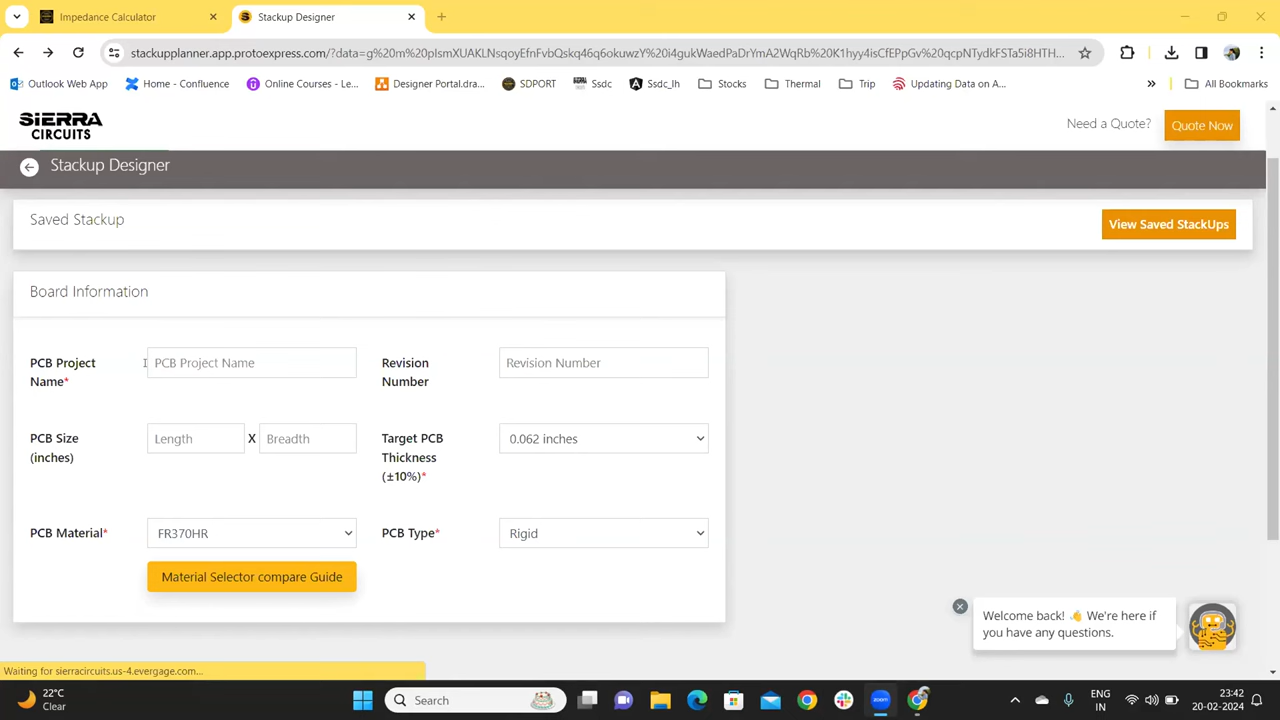 Impedance Calculator
Stackup Designer
stackupplanner.app.protoexpress.com/?data=g%20m%20pIsmXUAKLNsqoyEfnFvbQskq46q6okuwzY%20i4gukWaedPaDrYmA2WqRb%20K1hyy4isCfEPpGv%20qcpNTydkFSTa5i8HTH...
Outlook Web App
Home - Confluence
Online Courses - Le...
Designer Portal.dra...
SDPORT
Ssdc
Ssdc_lh
Stocks
Thermal
Trip
Updating Data on A...
All Bookmarks
SIERRA
CIRCUITS
Need a Quote?
Quote Now
Stackup Designer
Saved Stackup
View Saved StackUps
Board Information
PCB Project
Name*
PCB Project Name
Revision
Number
Revision Number
PCB Size
(inches)
Length
X
Breadth
Target PCB
Thickness
(±10%)*
0.062 inches
PCB Material*
FR370HR
PCB Type*
Rigid
Material Selector compare Guide
Welcome back! 👋 We're here if
you have any questions.
Waiting for sierracircuits.us-4.evergage.com...
22°C
Clear
Search
ENG
IN
23:42
20-02-2024